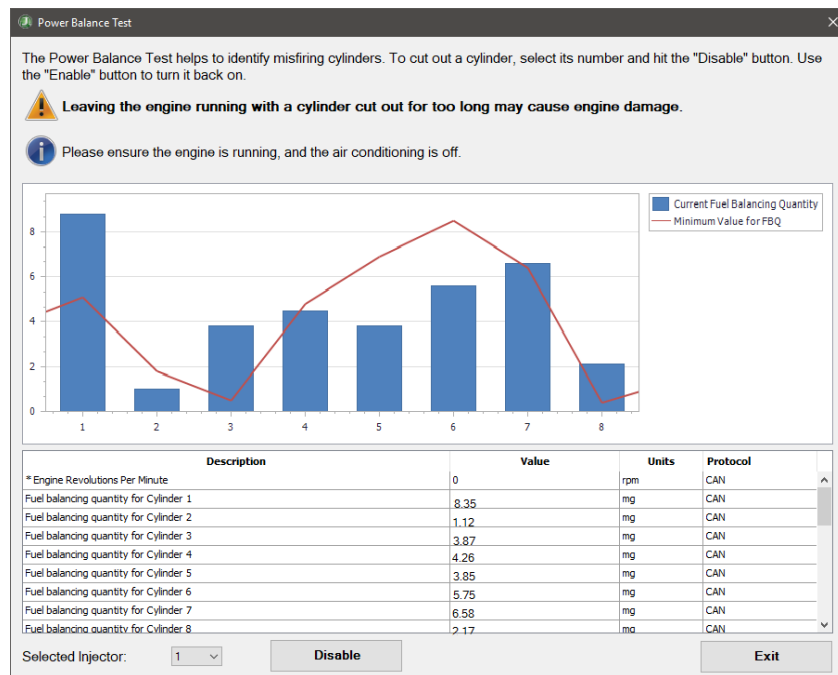 Power Balance Test
The Power Balance Test helps to identify misfiring cylinders. To cut out a cylinder, select its number and hit the "Disable" button. Use
the "Enable" button to turn it back on.
Leaving the engine running with a cylinder cut out for too long may cause engine damage.
Please ensure the engine is running, and the air conditioning is off.
Current Fuel Balancing Quantity
Minimum Value for FBQ
8
6
4
2
0
1 2 3 4 5 6 7 8
Description Value Units Protocol
* Engine Revolutions Per Minute 0 rpm CAN
Fuel balancing quantity for Cylinder 1 8.35 mg CAN
Fuel balancing quantity for Cylinder 2 1.12 mg CAN
Fuel balancing quantity for Cylinder 3 3.87 mg CAN
Fuel balancing quantity for Cylinder 4 4.26 mg CAN
Fuel balancing quantity for Cylinder 5 3.85 mg CAN
Fuel balancing quantity for Cylinder 6 5.75 mg CAN
Fuel balancing quantity for Cylinder 7 6.58 mg CAN
Fuel balancing quantity for Cylinder 8 2.17 mg CAN
Selected Injector: 1 Disable Exit